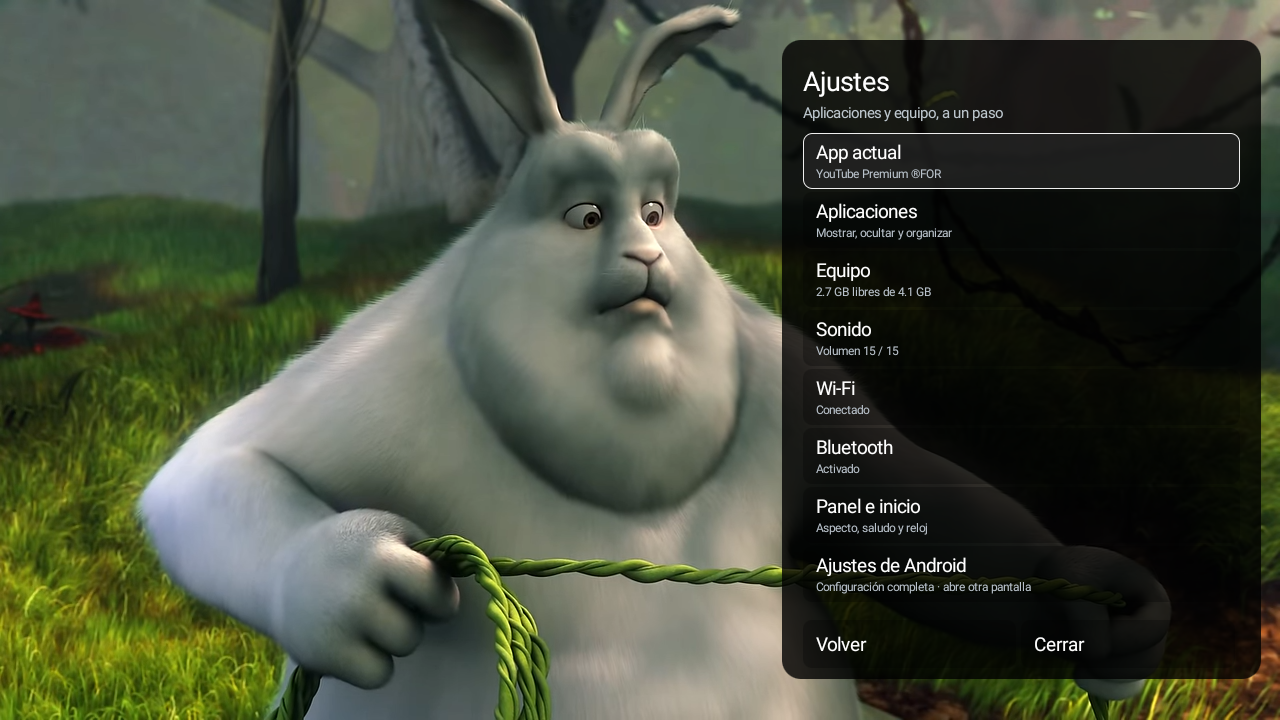 Ajustes
Aplicaciones y equipo, a un paso
App actual
YouTube Premium ®FOR
Aplicaciones
Mostrar, ocultar y organizar
Equipo
2.7 GB libres de 4.1 GB
Sonido
Volumen 15 / 15
Wi-Fi
Conectado
Bluetooth
Activado
Panel e inicio
Aspecto, saludo y reloj
Ajustes de Android
Configuración completa · abre otra pantalla
Volver
Cerrar